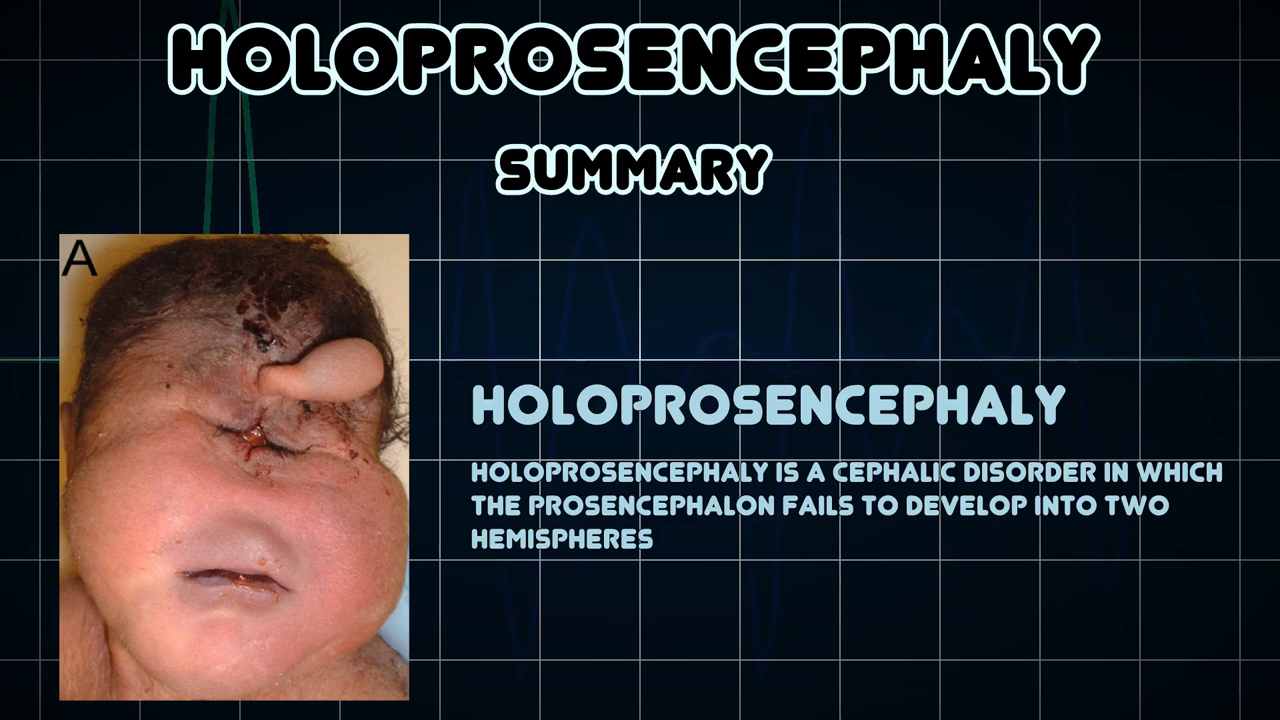 HOLOPROSENCEPHALY
SUMMARY
A
HOLOPROSENCEPHALY
HOLOPROSENCEPHALY IS A CEPHALIC DISORDER IN WHICH
THE PROSENCEPHALON FAILS TO DEVELOP INTO TWO
HEMISPHERES